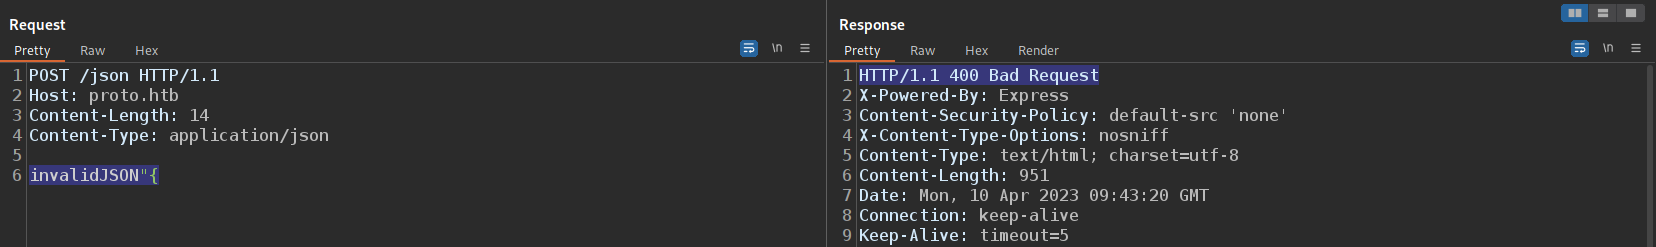 Request
Pretty Raw Hex \n
1 POST /json HTTP/1.1
2 Host: proto.htb
3 Content-Length: 14
4 Content-Type: application/json
5
6 invalidJSON"{
Response
Pretty Raw Hex Render \n
1 HTTP/1.1 400 Bad Request
2 X-Powered-By: Express
3 Content-Security-Policy: default-src 'none'
4 X-Content-Type-Options: nosniff
5 Content-Type: text/html; charset=utf-8
6 Content-Length: 951
7 Date: Mon, 10 Apr 2023 09:43:20 GMT
8 Connection: keep-alive
9 Keep-Alive: timeout=5